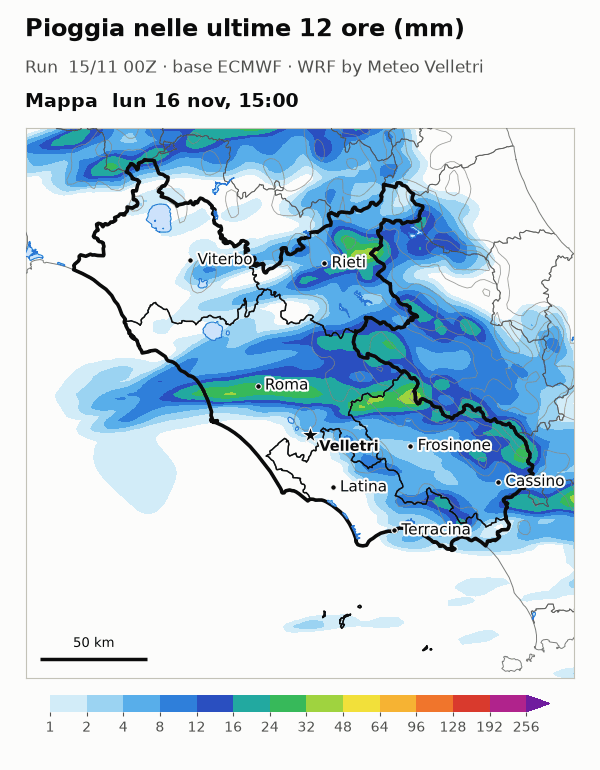 Pioggia nelle ultime 12 ore (mm)
Run  15/11 00Z · base ECMWF · WRF by Meteo Velletri
Mappa  lun 16 nov, 15:00
Viterbo
Rieti
Roma
Velletri
Frosinone
Cassino
Latina
Terracina
50 km
1 2 4 8 12 16 24 32 48 64 96 128 192 256